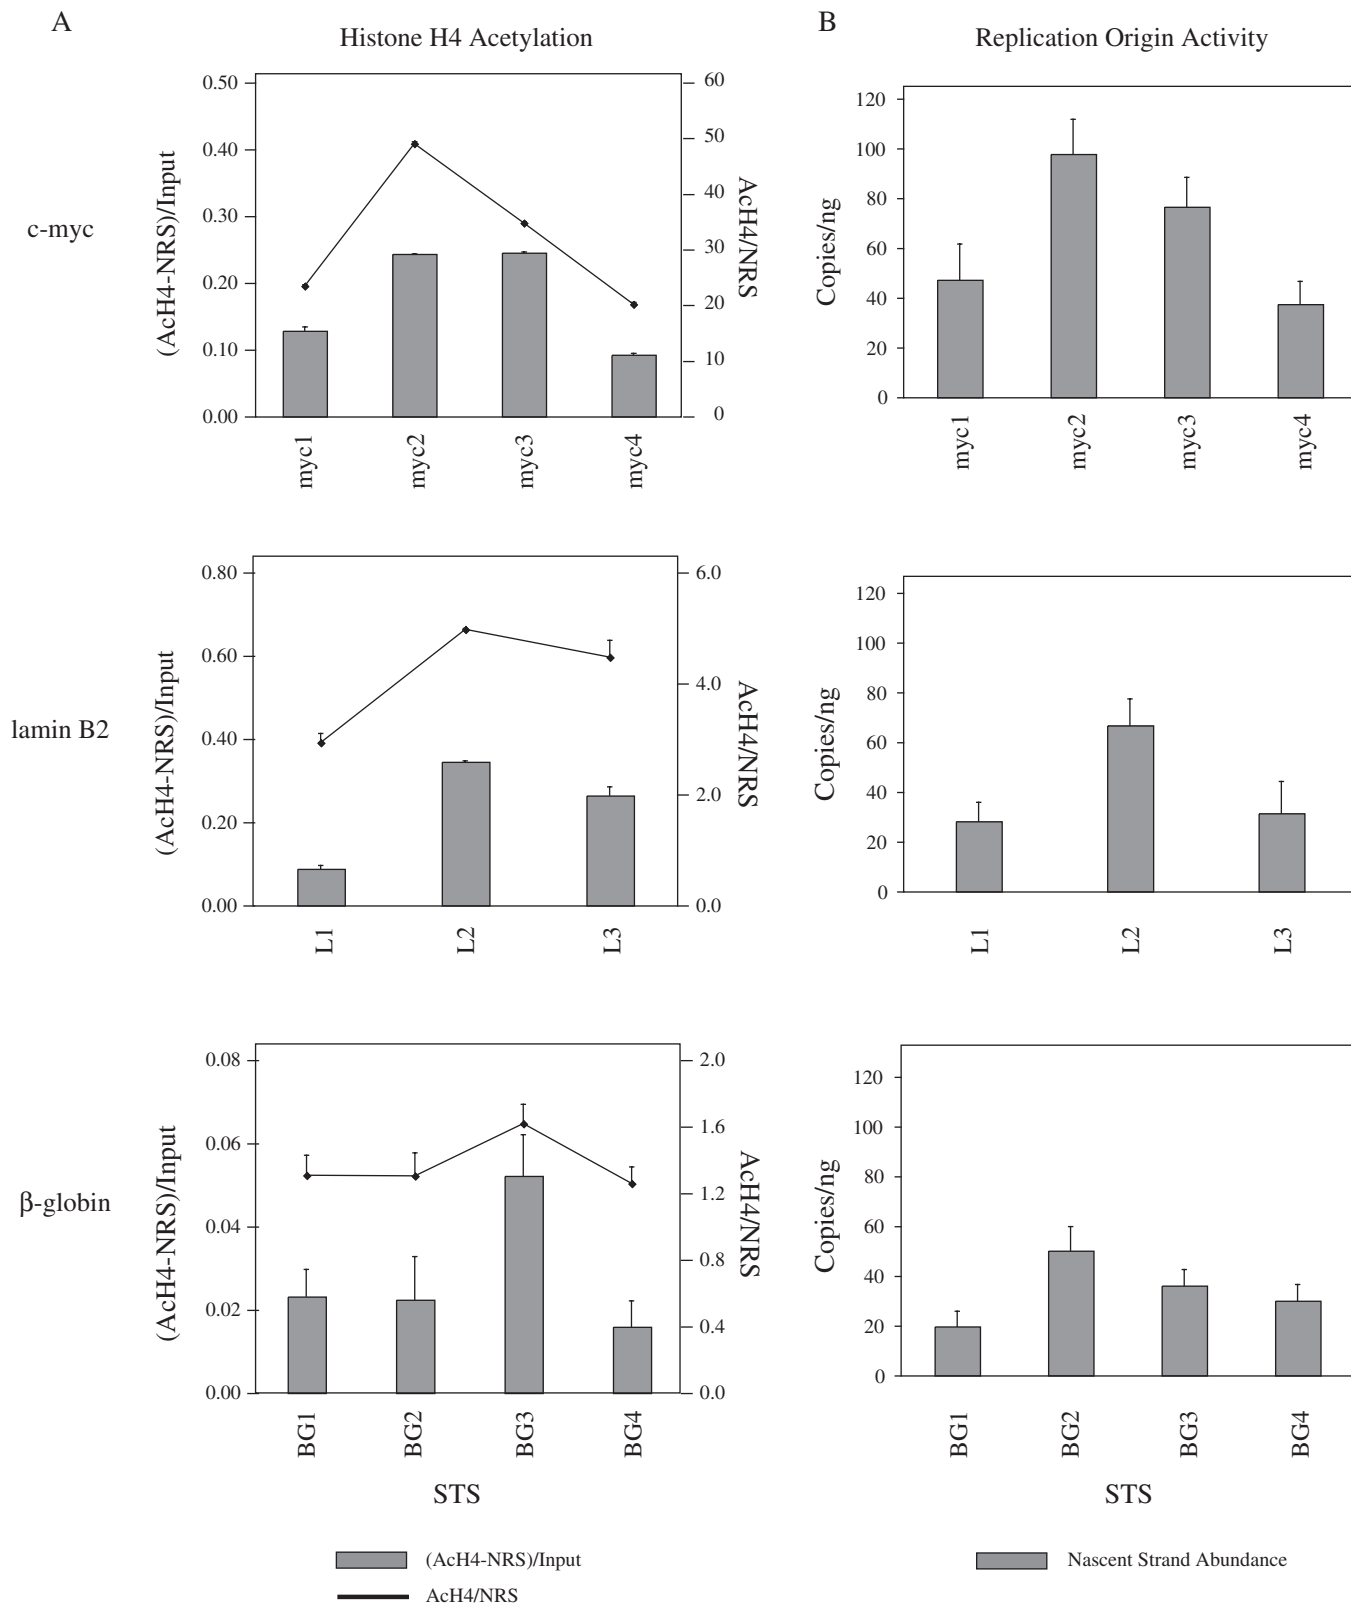 A
Histone H4 Acetylation
B
Replication Origin Activity
c-myc
(AcH4-NRS)/Input
0.50
0.40
0.30
0.20
0.10
0.00
60
50
40
30
20
10
0
AcH4/NRS
myc1
myc2
myc3
myc4
Copies/ng
120
100
80
60
40
20
0
myc1
myc2
myc3
myc4
lamin B2
(AcH4-NRS)/Input
0.80
0.60
0.40
0.20
0.00
6.0
4.0
2.0
0.0
AcH4/NRS
L1
L2
L3
Copies/ng
120
100
80
60
40
20
0
L1
L2
L3
β-globin
(AcH4-NRS)/Input
0.08
0.06
0.04
0.02
0.00
2.0
1.6
1.2
0.8
0.4
0.0
AcH4/NRS
BG1
BG2
BG3
BG4
STS
Copies/ng
120
100
80
60
40
20
0
BG1
BG2
BG3
BG4
STS
(AcH4-NRS)/Input
AcH4/NRS
Nascent Strand Abundance